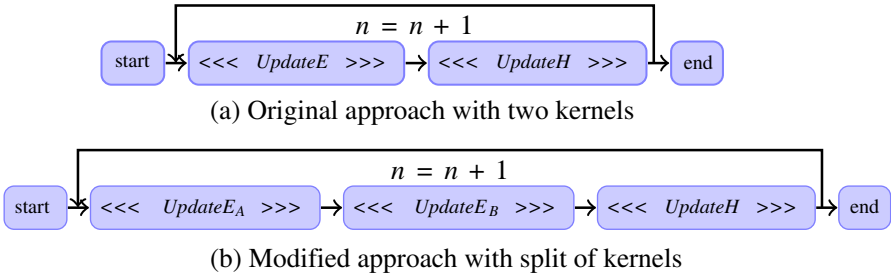 n = n + 1
start <<< UpdateE >>> <<< UpdateH >>> end
(a) Original approach with two kernels
n = n + 1
start <<< UpdateE_A >>> <<< UpdateE_B >>> <<< UpdateH >>> end
(b) Modified approach with split of kernels